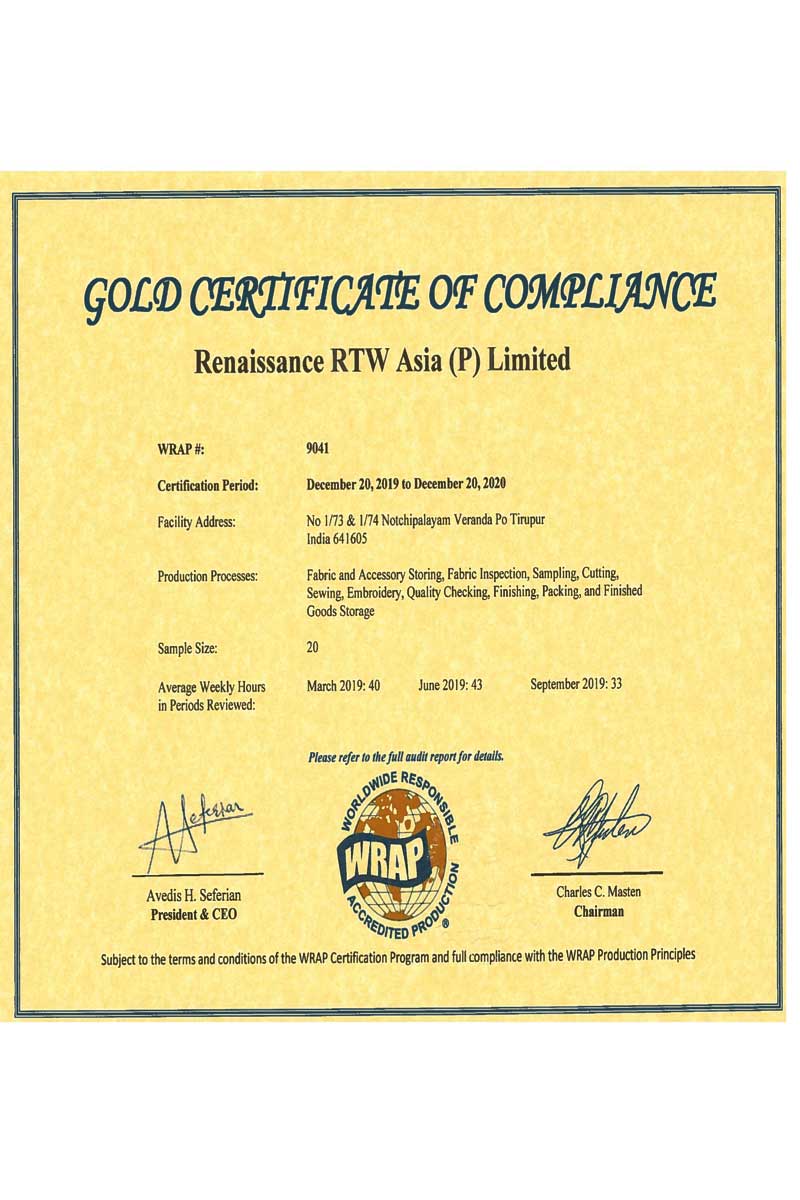 GOLD CERTIFICATE OF COMPLIANCE
Renaissance RTW Asia (P) Limited
WRAP #: 9041
Certification Period: December 20, 2019 to December 20, 2020
Facility Address: No 1/73 & 1/74 Notchipalayam Veranda Po Tirupur
India 641605
Production Processes: Fabric and Accessory Storing, Fabric Inspection, Sampling, Cutting,
Sewing, Embroidery, Quality Checking, Finishing, Packing, and Finished
Goods Storage
Sample Size: 20
Average Weekly Hours March 2019: 40 June 2019: 43 September 2019: 33
in Periods Reviewed:
Please refer to the full audit report for details.
WORLDWIDE RESPONSIBLE
WRAP
ACCREDITED PRODUCTION ®
Avedis H. Seferian
President & CEO
Charles C. Masten
Chairman
Subject to the terms and conditions of the WRAP Certification Program and full compliance with the WRAP Production Principles